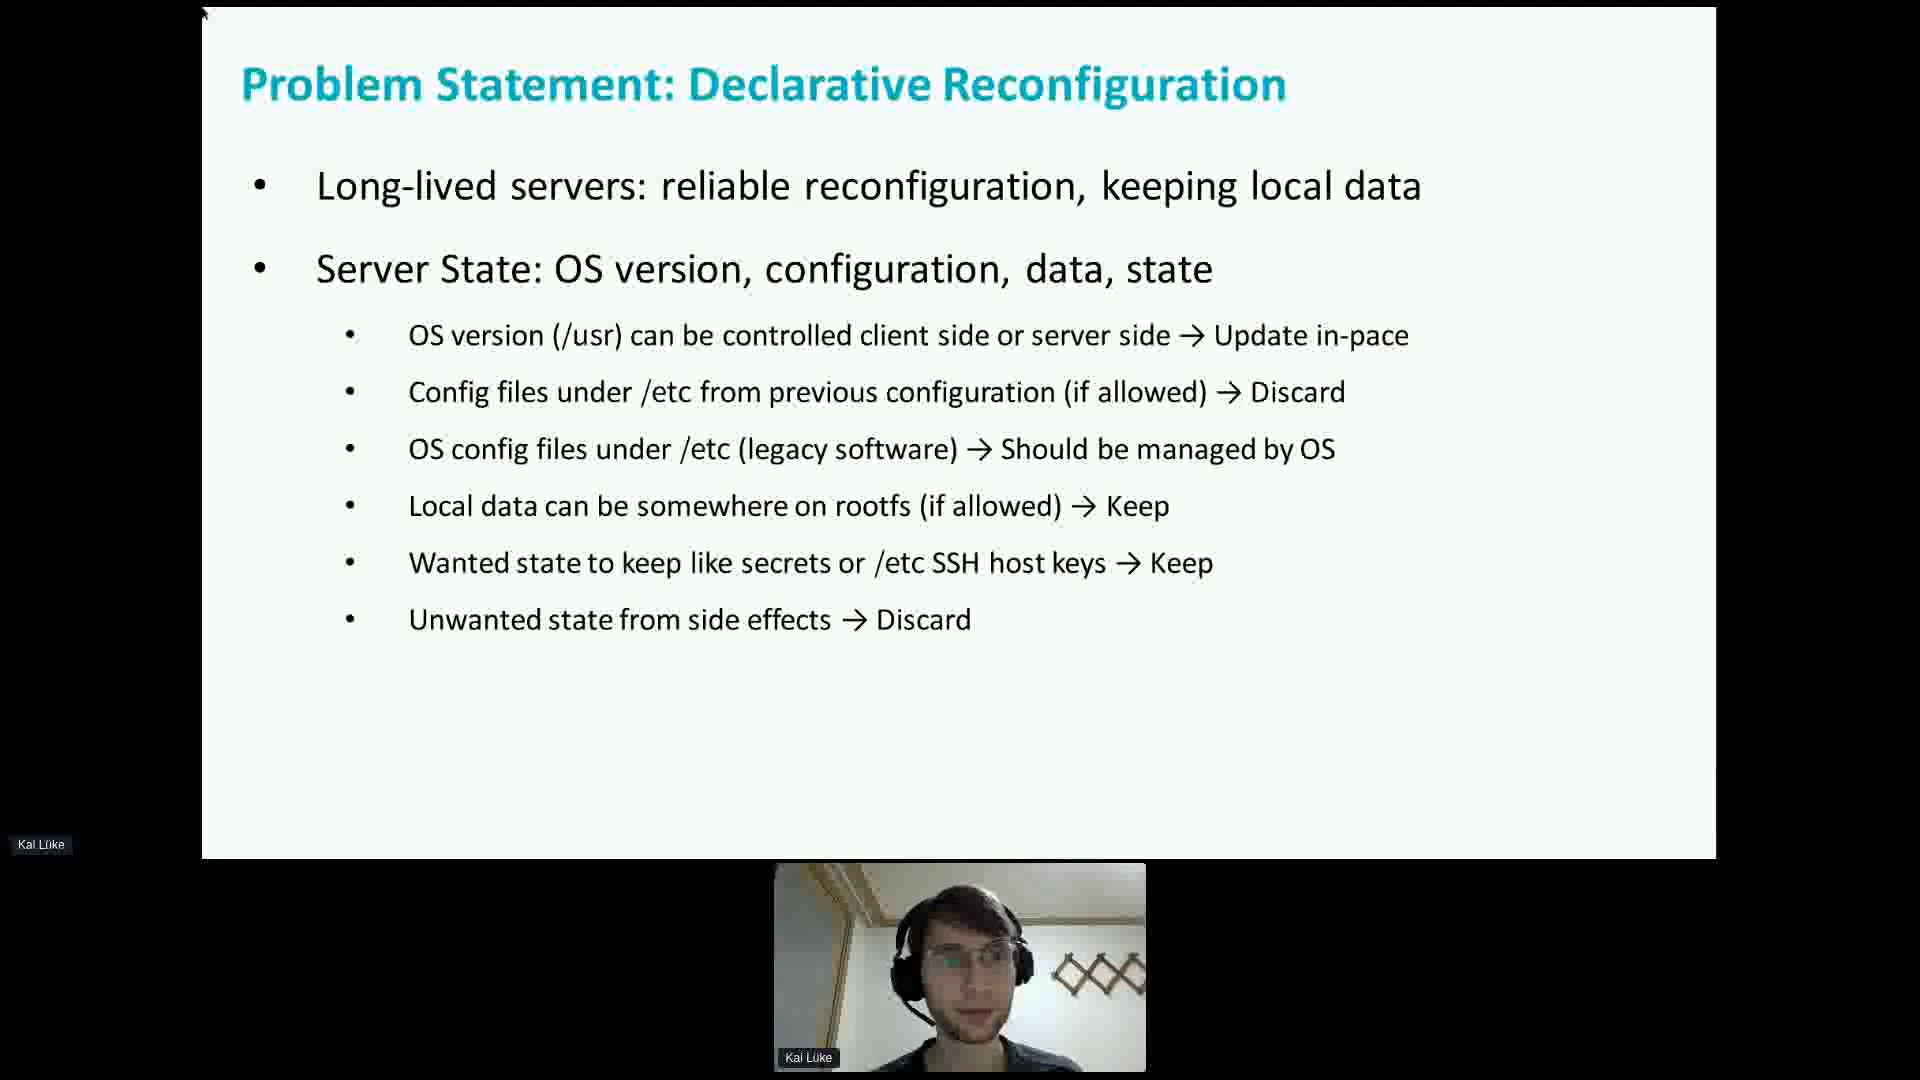 Problem Statement: Declarative Reconfiguration
• Long-lived servers: reliable reconfiguration, keeping local data
• Server State: OS version, configuration, data, state
• OS version (/usr) can be controlled client side or server side → Update in-pace
• Config files under /etc from previous configuration (if allowed) → Discard
• OS config files under /etc (legacy software) → Should be managed by OS
• Local data can be somewhere on rootfs (if allowed) → Keep
• Wanted state to keep like secrets or /etc SSH host keys → Keep
• Unwanted state from side effects → Discard
Kai Lüke
Kai Lüke